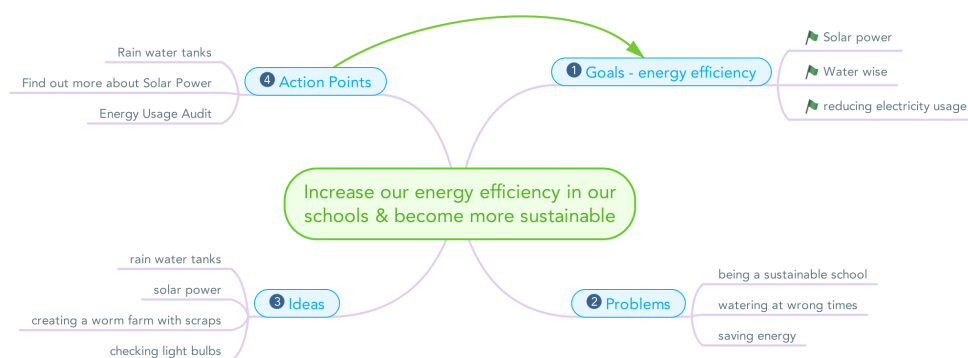 Increase our energy efficiency in our
schools & become more sustainable
1 Goals - energy efficiency
Solar power
Water wise
reducing electricity usage
2 Problems
being a sustainable school
watering at wrong times
saving energy
3 Ideas
rain water tanks
solar power
creating a worm farm with scraps
checking light bulbs
4 Action Points
Rain water tanks
Find out more about Solar Power
Energy Usage Audit